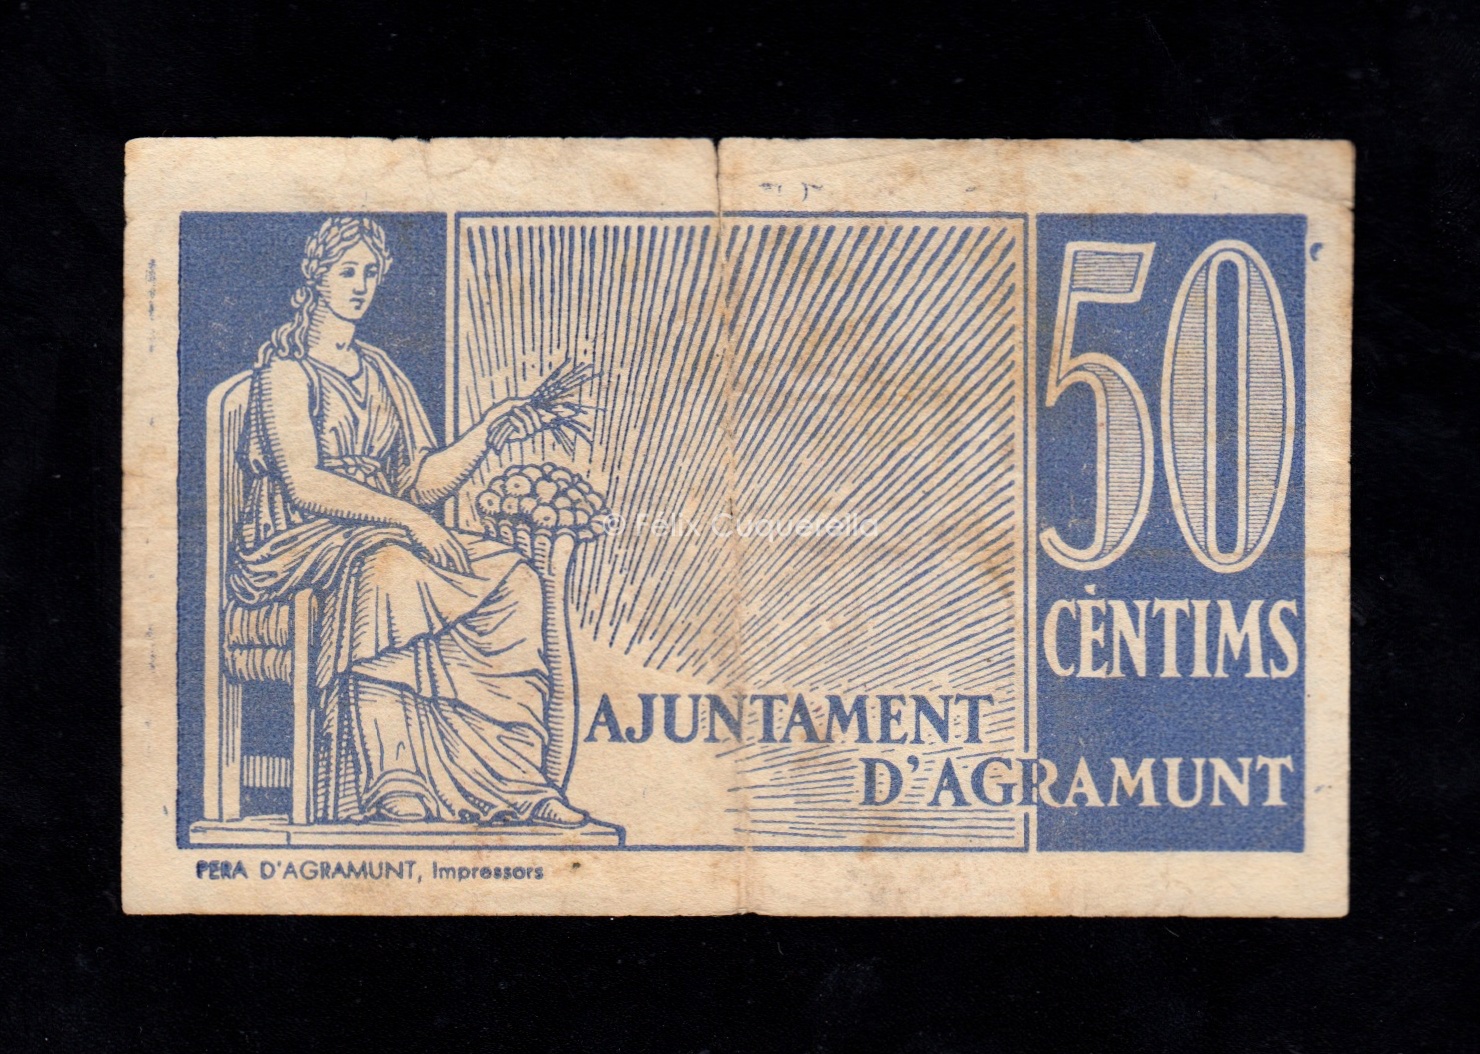 50
CÈNTIMS
AJUNTAMENT
D'AGRAMUNT
PERA D'AGRAMUNT, Impressors
© Fèlix Cuquerella